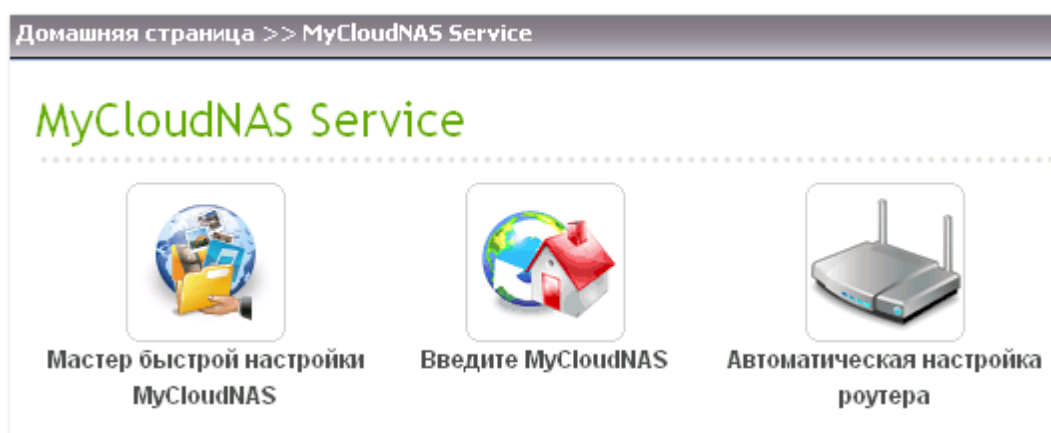 Домашняя страница >> MyCloudNAS Service
MyCloudNAS Service
Мастер быстрой настройки
MyCloudNAS
Введите MyCloudNAS
Автоматическая настройка
роутера